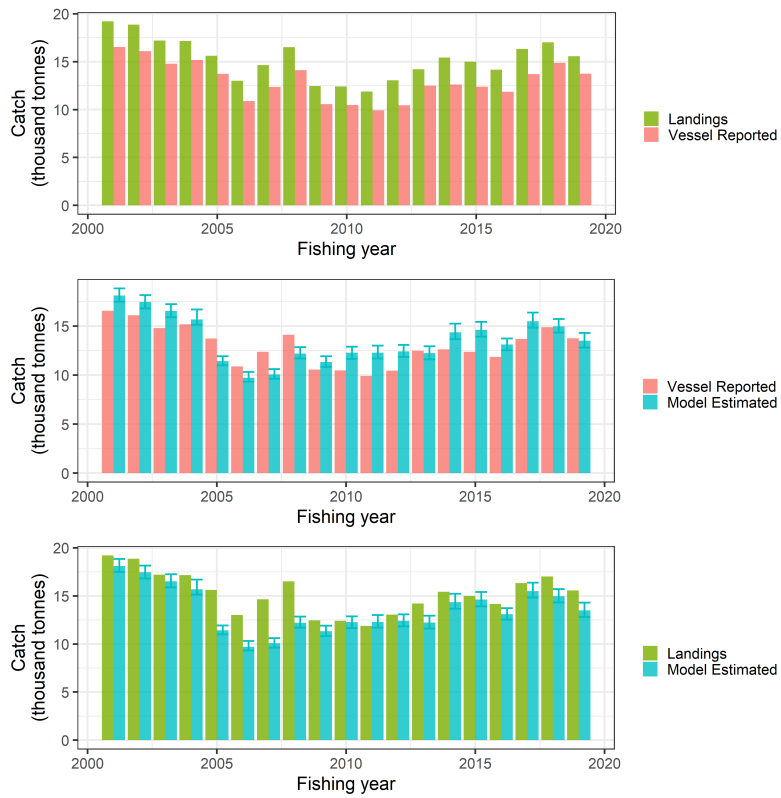 20
15
10
5
0
Catch
(thousand tonnes)
2000
2005
2010
2015
2020
Fishing year
Landings
Vessel Reported
15
10
5
0
Catch
(thousand tonnes)
2000
2005
2010
2015
2020
Fishing year
Vessel Reported
Model Estimated
20
15
10
5
0
Catch
(thousand tonnes)
2000
2005
2010
2015
2020
Fishing year
Landings
Model Estimated